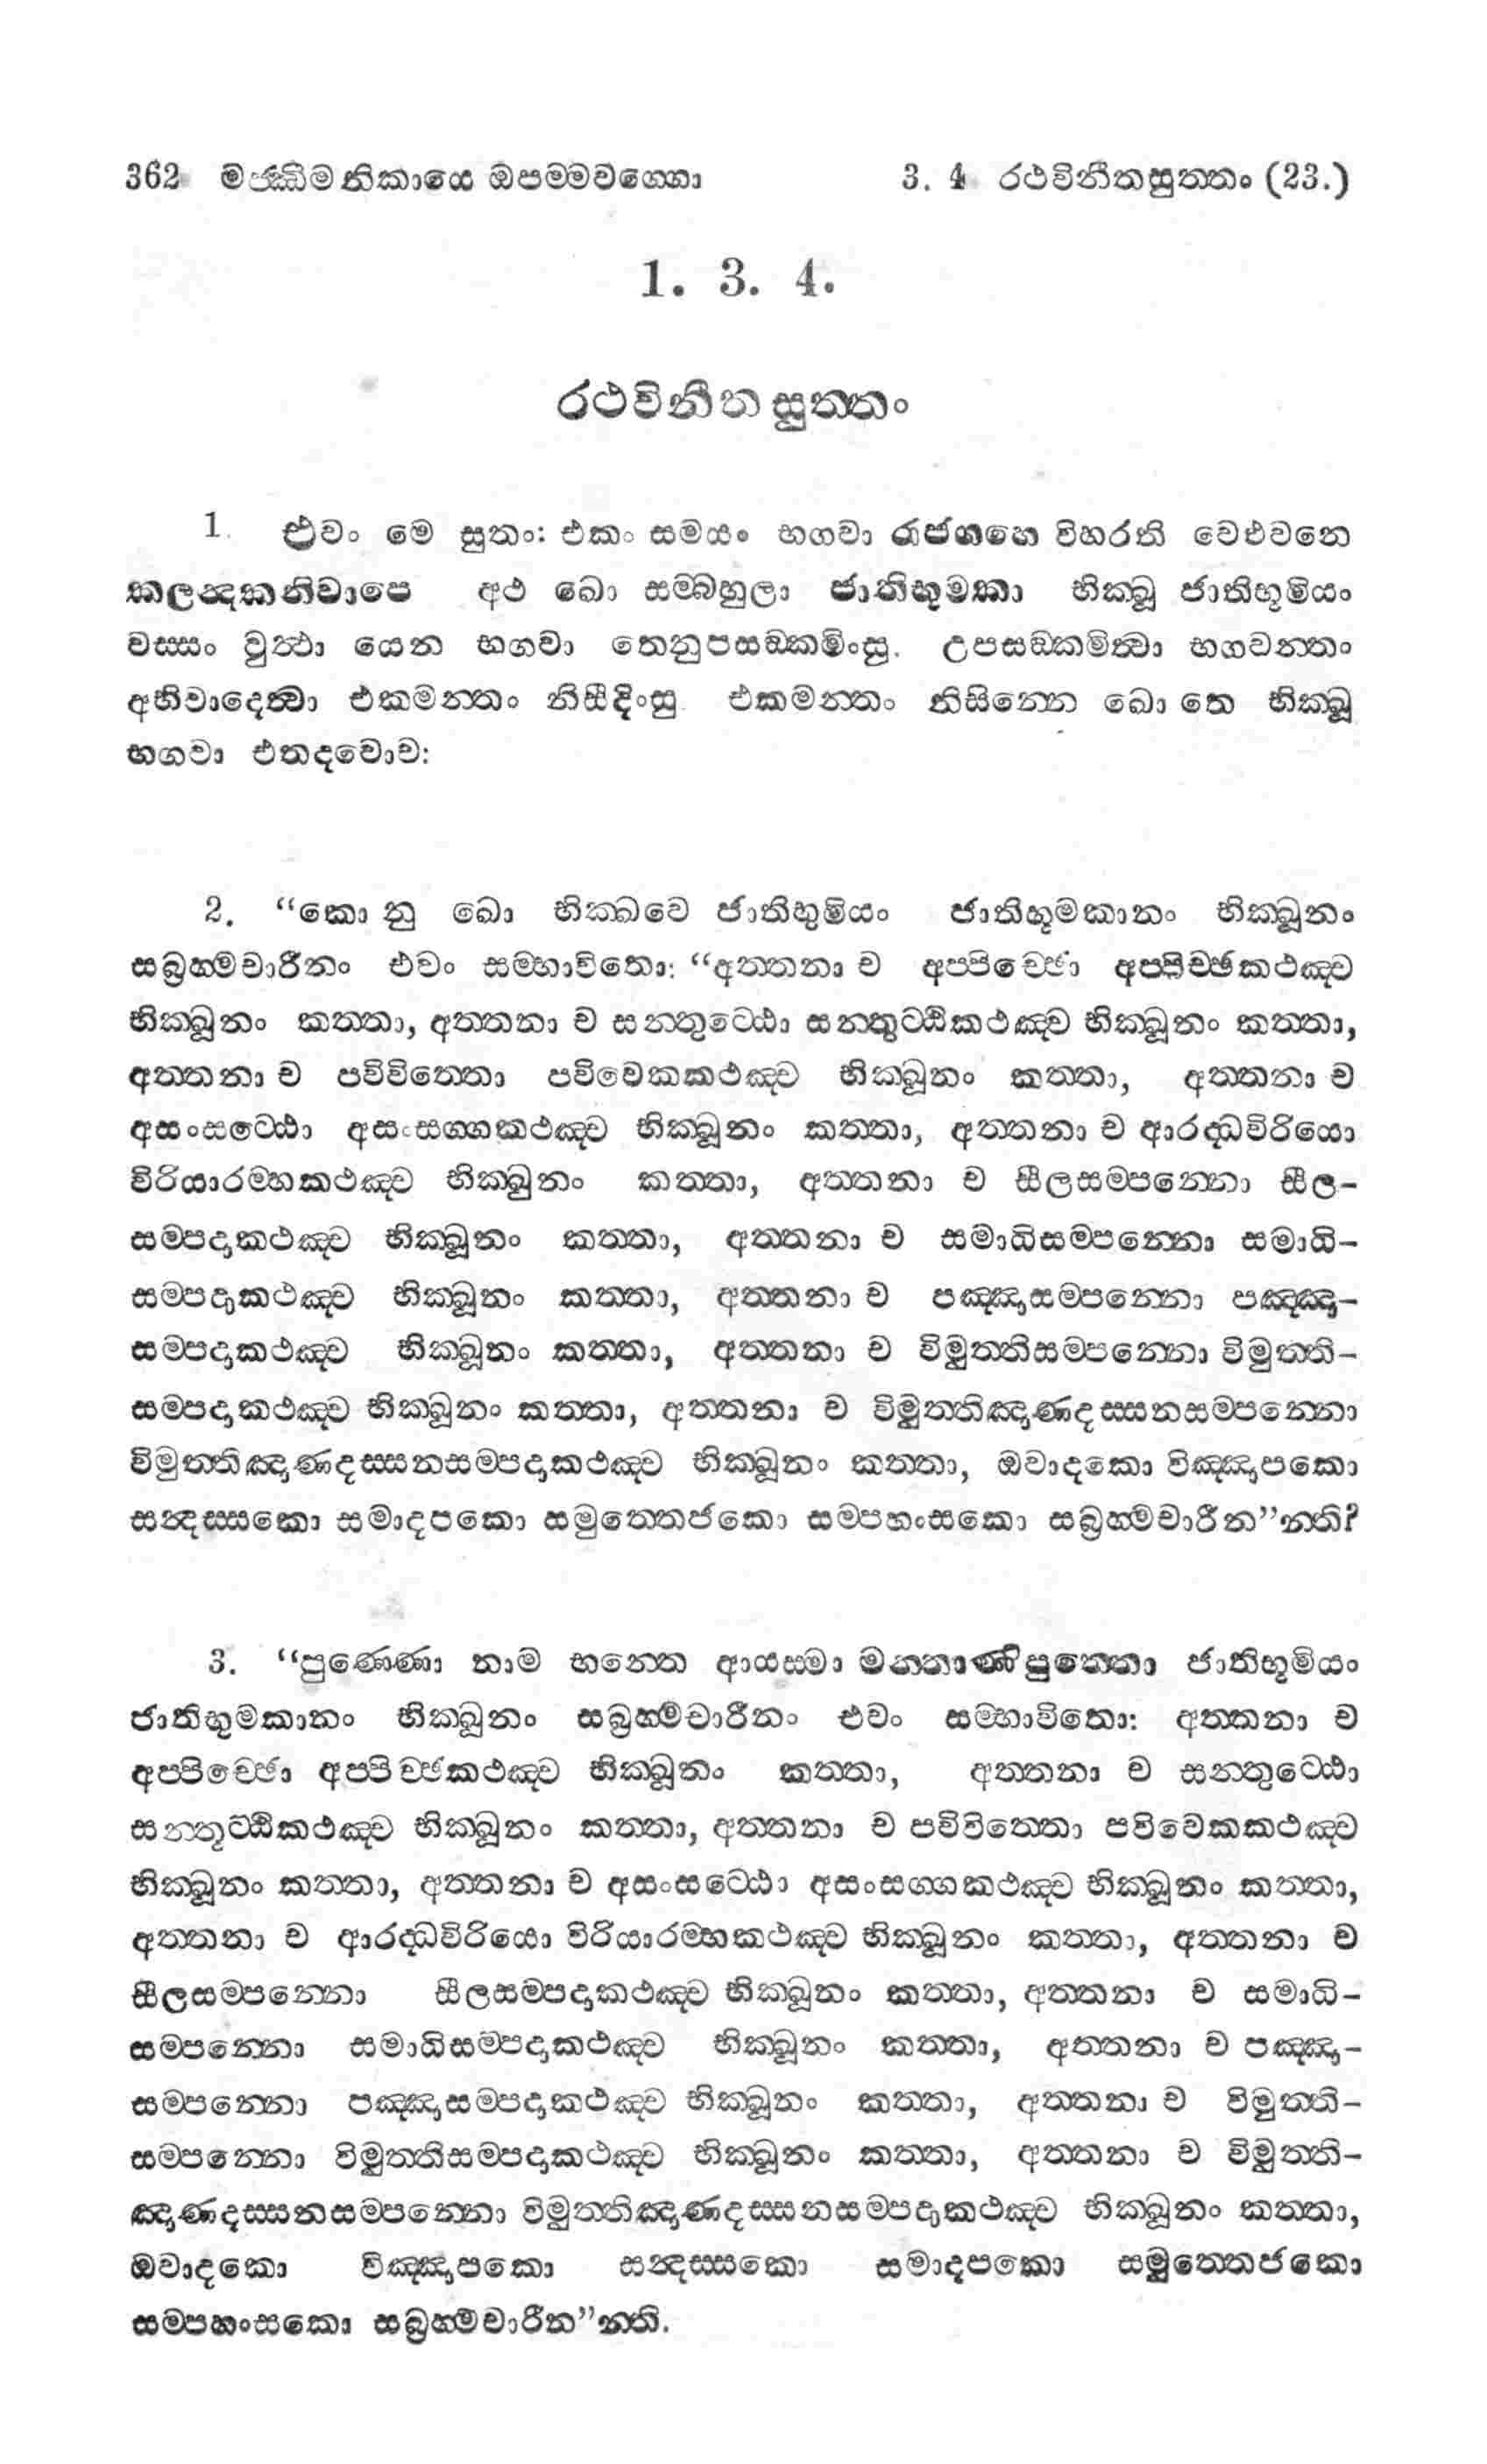 362 මජ්ඣිමනිකායෙ ඔපම්මවග්ගො 3. 4 රථවිනීතසුත්තං (23.)
1. 3. 4.
රථවිනීත සුත්තං
1. එවං මෙ සුතං: එකං සමයං භගවා රාජගහෙ විහරති වෙළුවනෙ
කලන්‍දකනිවාපෙ අථ ඛො සම්බහුලා ජාතිභූමකා භික්ඛූ ජාතිභූමියං
වස්සං වුත්‍ථා යෙන භගවා තෙනුපසඞ්කමිංසු. උපසඞ්කමිත්‍වා භගවන්තං
අභිවාදෙත්‍වා එකමන්තං නිසීදිංසු. එකමන්තං නිසින්නෙ ඛො තෙ භික්ඛූ
භගවා එතදවොච:
2. “කො නු ඛො භික්ඛවෙ ජාතිභුමියං ජාතිභූමකානං භික්ඛූනං
සබ්‍රහ්මචාරීනං එවං සම්භාවිතො: “අත්තනා ච අප්පිච්ඡො අප්පිච්ඡකථඤ්ච
භික්ඛූනං කත්තා, අත්තනා ච සන්තුට්ඨො සන්තුට්ඨිකථඤ්ච භික්ඛූනං කත්තා,
අත්තනා ච පවිවිත්තො පවිවෙකකථඤ්ච භික්ඛූනං කත්තා, අත්තනා ච
අසංසට්ඨො අසංසග්ගකථඤ්ච භික්ඛූනං කත්තා, අත්තනා ච ආරද්ධවිරියො
විරියාරම්භකථඤ්ච භික්ඛුනං කත්තා, අත්තනා ච සීලසම්පන්නො සීල-
සම්පදාකථඤ්ච භික්ඛූනං කත්තා, අත්තනා ච සමාධිසම්පන්නො සමාධි-
සම්පදාකථඤ්ච භික්ඛූනං කත්තා, අත්තනා ච පඤ්ඤාසම්පන්නො පඤ්ඤා-
සම්පදාකථඤ්ච භික්ඛූනං කත්තා, අත්තනා ච විමුත්තිසම්පන්නො විමුත්ති-
සම්පදාකථඤ්ච භික්ඛූනං කත්තා, අත්තනා ච විමුත්තිඤාණදස්සනසම්පන්නො
විමුත්තිඤාණදස්සනසම්පදාකථඤ්ච භික්ඛූනං කත්තා, ඔවාදකො විඤ්ඤාපකො
සන්‍දස්සකො සමාදපකො සමුත්තෙජකො සම්පහංසකො සබ්‍රහ්මචාරීන”න්ති?
3. “පුණ්ණො නාම භන්තෙ ආයස්මා මන්තාණිපුත්තො ජාතිභූමියං
ජාතිභූමකානං භික්ඛූනං සබ්‍රහ්මචාරීනං එවං සම්භාවිතො: අත්තනා ච
අප්පිච්ඡො අප්පිච්ඡකථඤ්ච භික්ඛූනං කත්තා, අත්තනා ච සන්තුට්ඨො
සන්තුට්ඨිකථඤ්ච භික්ඛූනං කත්තා, අත්තනා ච පවිවිත්තො පවිවෙකකථඤ්ච
භික්ඛූනං කත්තා, අත්තනා ච අසංසට්ඨො අසංසග්ගකථඤ්ච භික්ඛූනං කත්තා,
අත්තනා ච ආරද්ධවිරියො විරියාරම්භකථඤ්ච භික්ඛූනං කත්තා, අත්තනා ච
සීලසම්පන්නො සීලසම්පදාකථඤ්ච භික්ඛූනං කත්තා, අත්තනා ච සමාධි-
සම්පන්නො සමාධිසම්පදාකථඤ්ච භික්ඛූනං කත්තා, අත්තනා ච පඤ්ඤා-
සම්පන්නො පඤ්ඤාසම්පදාකථඤ්ච භික්ඛූනං කත්තා, අත්තනා ච විමුත්ති-
සම්පන්නො විමුත්තිසම්පදාකථඤ්ච භික්ඛූනං කත්තා, අත්තනා ච විමුත්ති-
ඤාණදස්සනසම්පන්නො විමුත්තිඤාණදස්සනසම්පදාකථඤ්ච භික්ඛූනං කත්තා,
ඔවාදකො විඤ්ඤාපකො සන්‍දස්සකො සමාදපකො සමුත්තෙජකො
සම්පහංසකො සබ්‍රහ්මචාරීන”න්ති.